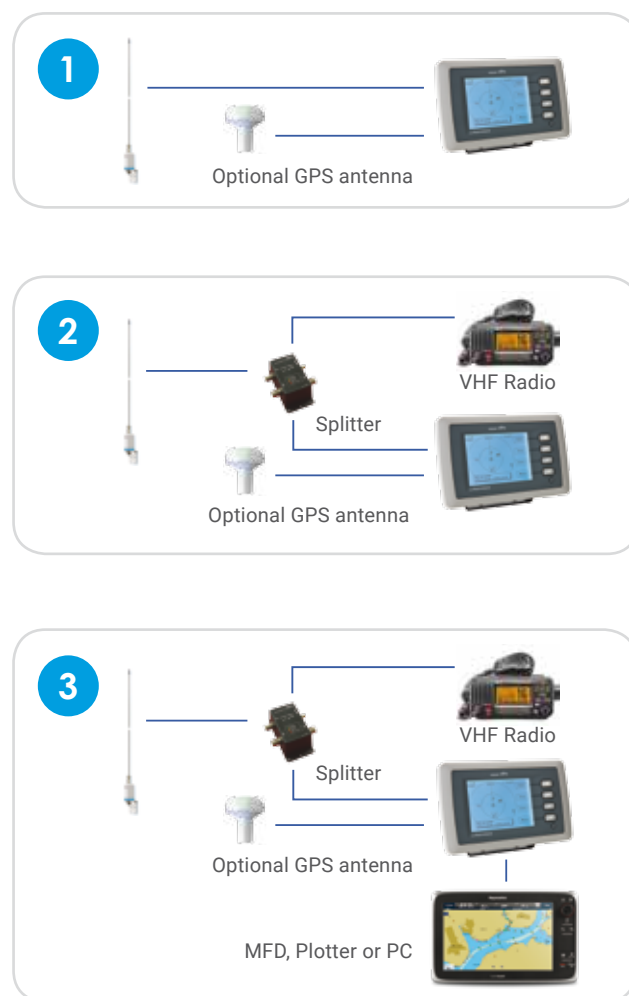 1
Optional GPS antenna
2
VHF Radio
Splitter
Optional GPS antenna
3
VHF Radio
Splitter
Optional GPS antenna
MFD, Plotter or PC